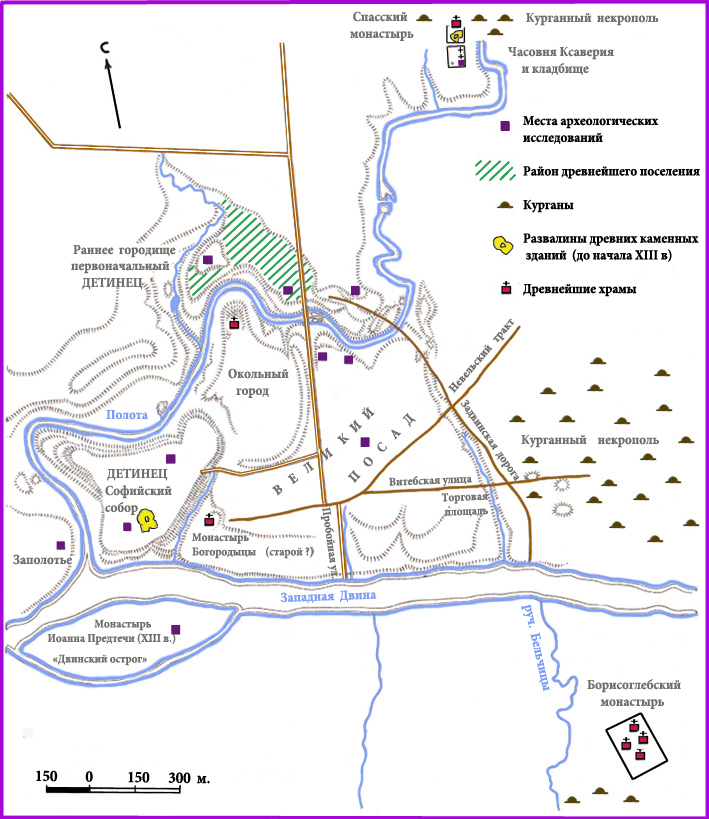 Спасский
монастырь
Курганный некрополь
Часовня Ксаверия
и кладбище
С
Места археологических
исследований
Район древнейшего поселения
Курганы
Развалины древних каменных
зданий (до начала XIII в)
Древнейшие храмы
Раннее городище
первоначальный
ДЕТИНЕЦ
Окольный
город
Полота
Невельский тракт
Задвинская дорога
ВЕЛИКИЙ
ПОСАД
Курганный некрополь
ДЕТИНЕЦ
Софийский
собор
Витебская улица
Торговая
площадь
Монастырь
Богородыцы (старой ?)
Пробойная ул.
Заполотье
Западная Двина
Монастырь
Иоанна Предтечи (XIII в.)
«Двинский острог»
руч. Бельчицы
Борисоглебский
монастырь
150 0 150 300 м.